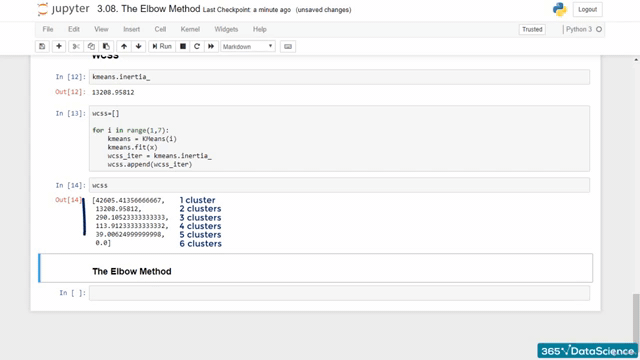 jupyter 3.08. The Elbow Method Last Checkpoint: a minute ago (unsaved changes) Logout
File Edit View Insert Cell Kernel Widgets Help Trusted Python 3
Run Markdown
WCSS
In [12] kmeans.inertia_
Out[12] 13208.95812
In [13] wcss=[]
for i in range(1,7):
kmeans = KMeans(i)
kmeans.fit(x)
wcss_iter = kmeans.inertia_
wcss.append(wcss_iter)
In [14] wcss
Out[14] [42605.41356666667, 1 cluster
13208.95812, 2 clusters
290.10523333333333, 3 clusters
113.91233333333332, 4 clusters
39.00624999999998, 5 clusters
0.0] 6 clusters
The Elbow Method
In [ ]
365 DataScience